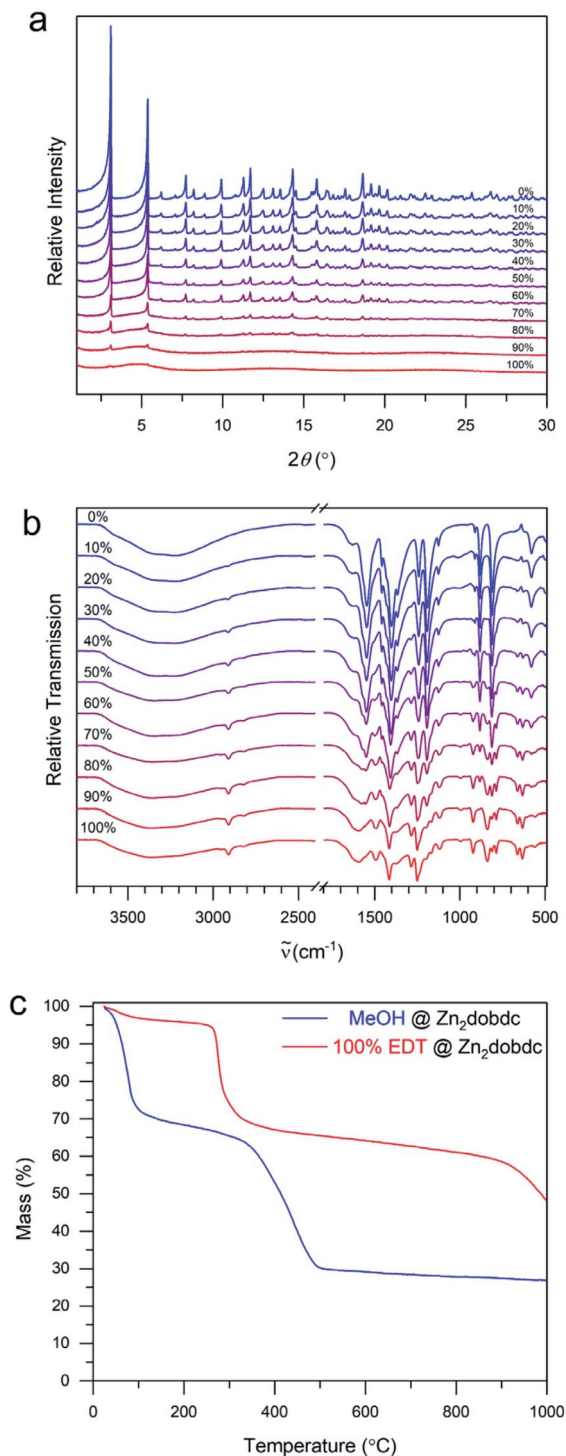 a
Relative Intensity
0%
10%
20%
30%
40%
50%
60%
70%
80%
90%
100%
5 10 15 20 25 30
2θ (°)
b
Relative Transmission
0%
10%
20%
30%
40%
50%
60%
70%
80%
90%
100%
3500 3000 2500 1500 1000 500
ṽ (cm⁻¹)
c
MeOH @ Zn₂dobdc
100% EDT @ Zn₂dobdc
Mass (%)
100
90
80
70
60
50
40
30
20
10
0
0 200 400 600 800 1000
Temperature (°C)